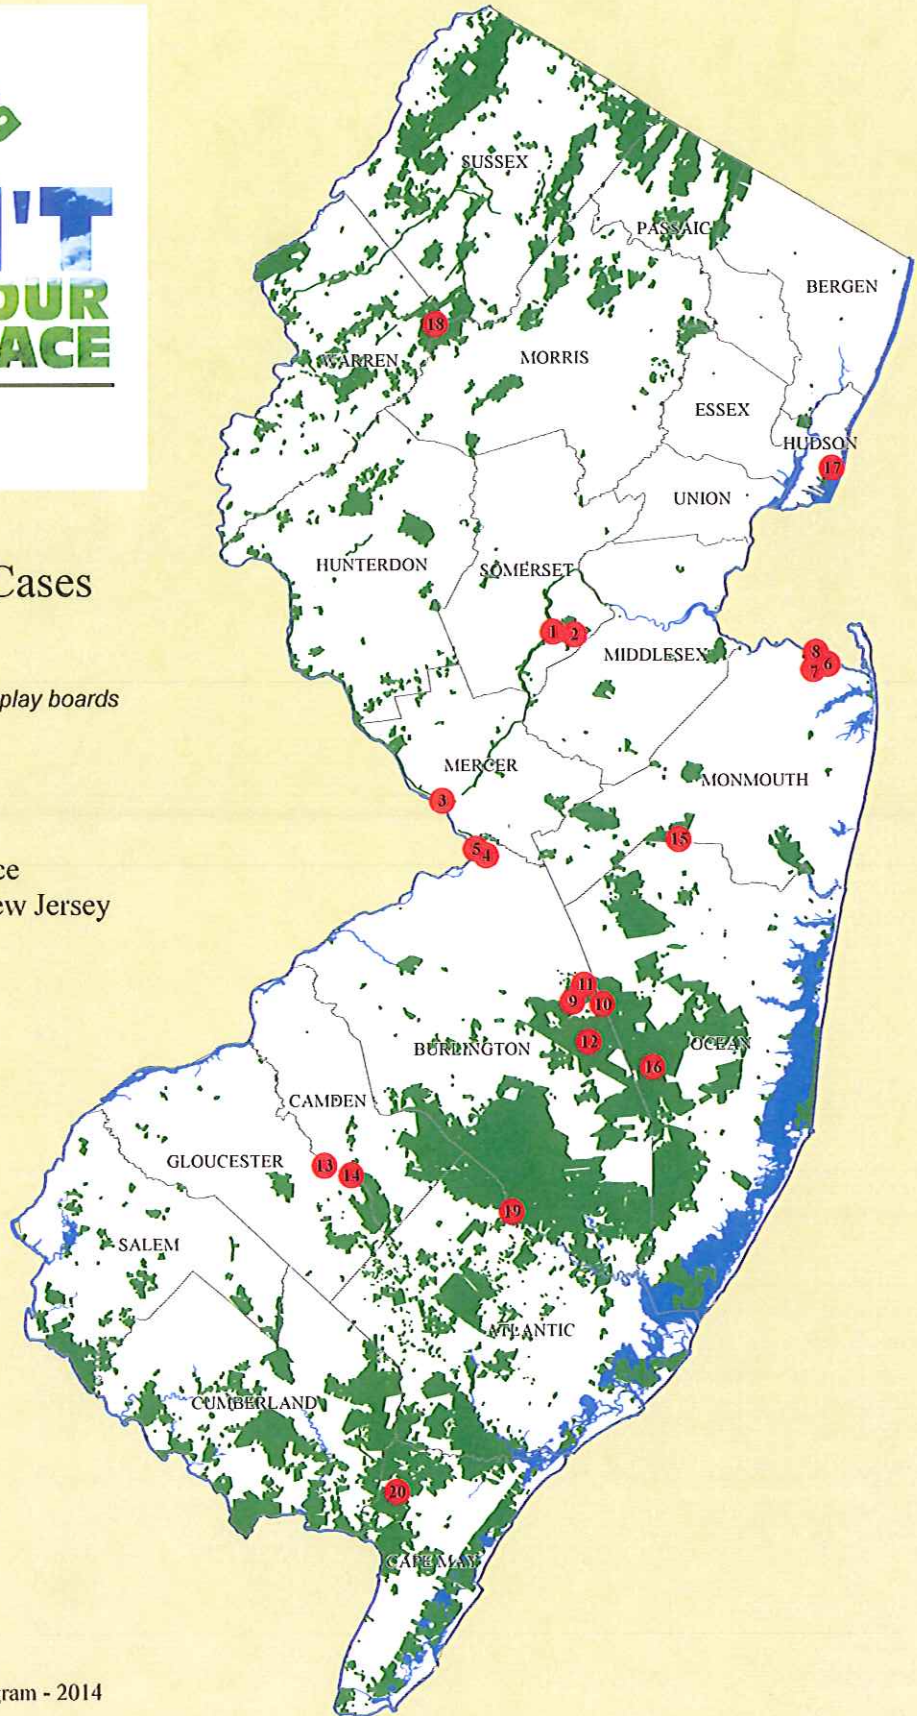 N'T
OUR
ACE
Cases
play boards
ce
ew Jersey
gram - 2014
SUSSEX
PASSAIC
BERGEN
18
WARREN
MORRIS
ESSEX
HUDSON
17
UNION
HUNTERDON
SOMERSET
1
2
MIDDLESEX
8
6
7
MERCER
MONMOUTH
3
15
5
4
11
9
10
12
BURLINGTON
OCEAN
16
CAMDEN
GLOUCESTER
13
14
19
SALEM
ATLANTIC
CUMBERLAND
20
CAPE MAY